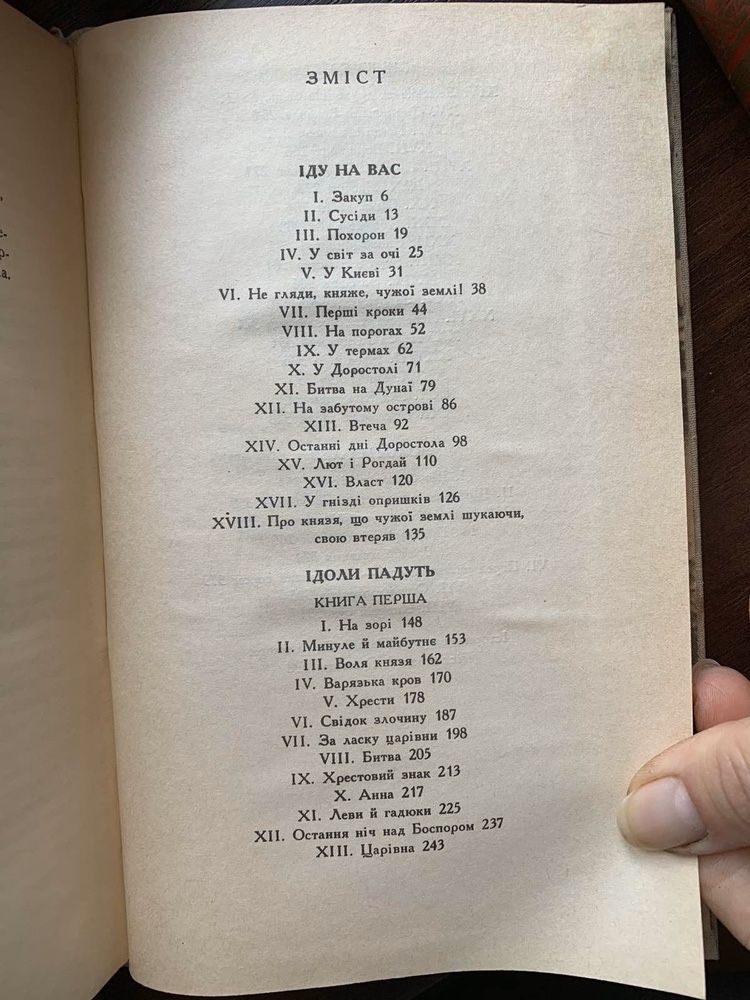 ЗМІСТ
ІДУ НА ВАС
I. Закуп 6
II. Сусіди 13
III. Похорон 19
IV. У світ за очі 25
V. У Києві 31
VI. Не гляди, княже, чужої землі! 38
VII. Перші кроки 44
VIII. На порогах 52
IX. У термах 62
X. У Доростолі 71
XI. Битва на Дунаї 79
XII. На забутому острові 86
XIII. Втеча 92
XIV. Останні дні Доростола 98
XV. Лют і Рогдай 110
XVI. Власт 120
XVII. У гнізді опришків 126
XVIII. Про князя, що чужої землі шукаючи,
свою втеряв 135
ІДОЛИ ПАДУТЬ
КНИГА ПЕРША
I. На зорі 148
II. Минуле й майбутнє 153
III. Воля князя 162
IV. Варязька кров 170
V. Хрести 178
VI. Свідок злочину 187
VII. За ласку царівни 198
VIII. Битва 205
IX. Хрестовий знак 213
X. Анна 217
XI. Леви й гадюки 225
XII. Остання ніч над Боспором 237
XIII. Царівна 243